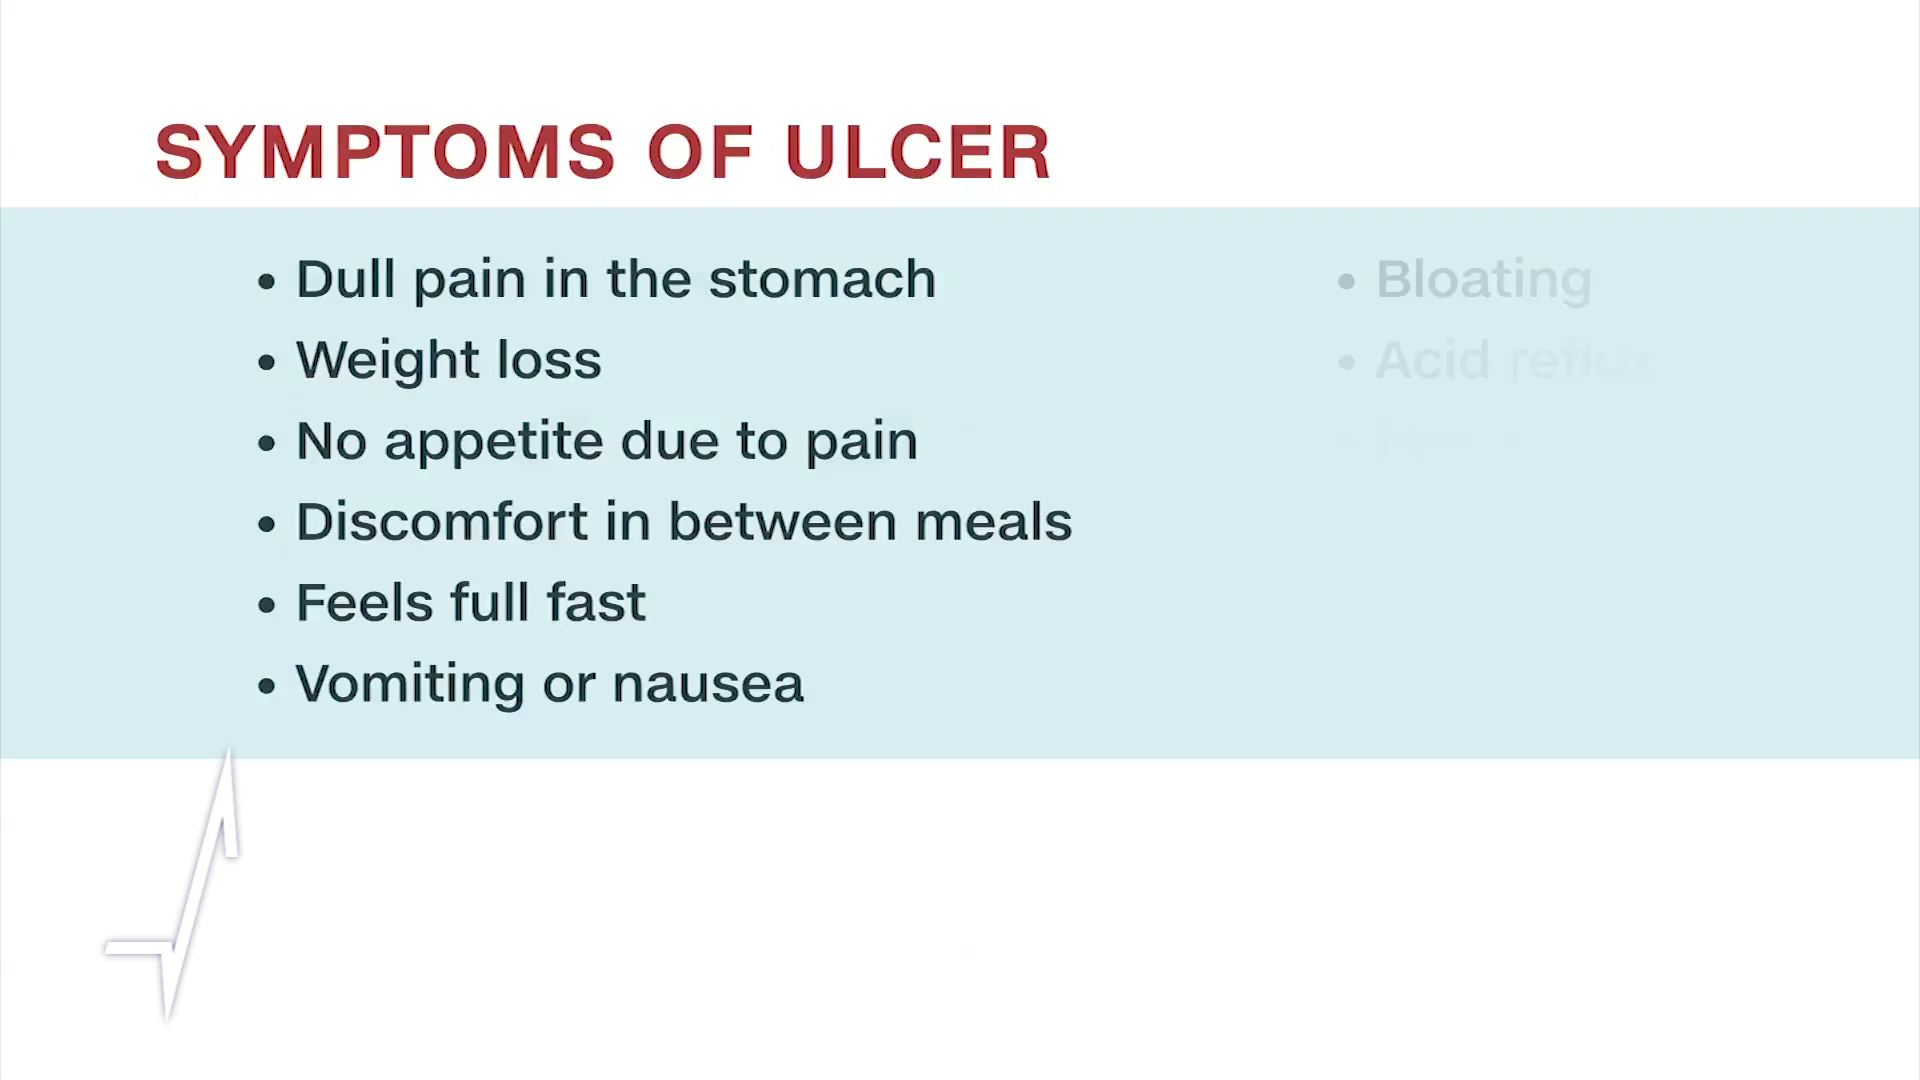 SYMPTOMS OF ULCER
• Dull pain in the stomach
• Weight loss
• No appetite due to pain
• Discomfort in between meals
• Feels full fast
• Vomiting or nausea
• Bloating
• Acid reflux